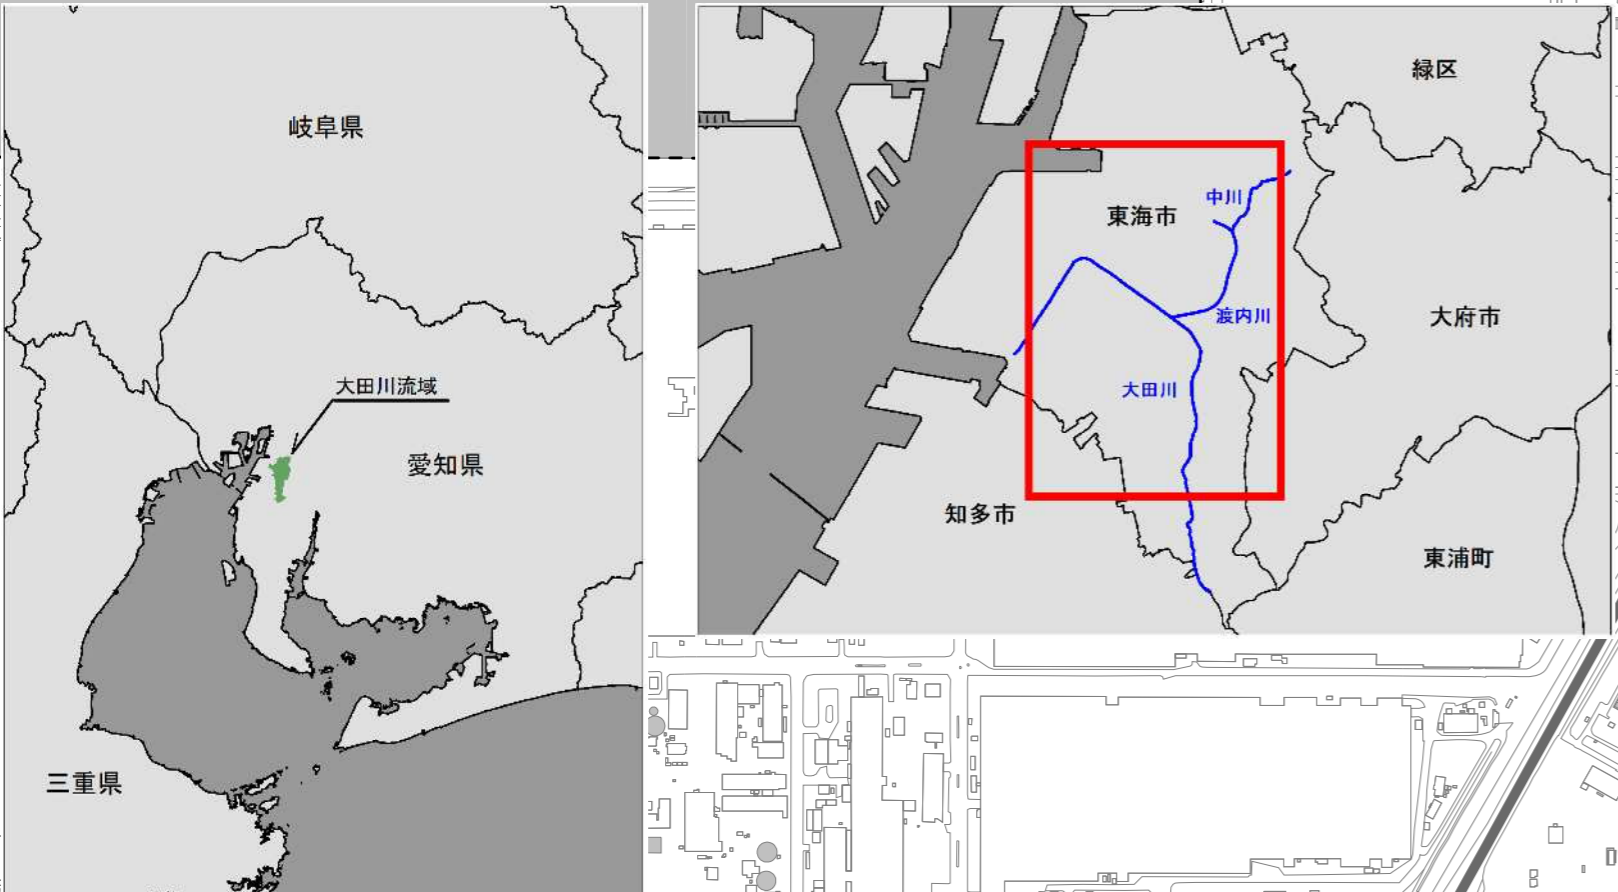 岐阜県
大田川流域
愛知県
三重県
緑区
中川
東海市
渡内川
大府市
大田川
知多市
東浦町